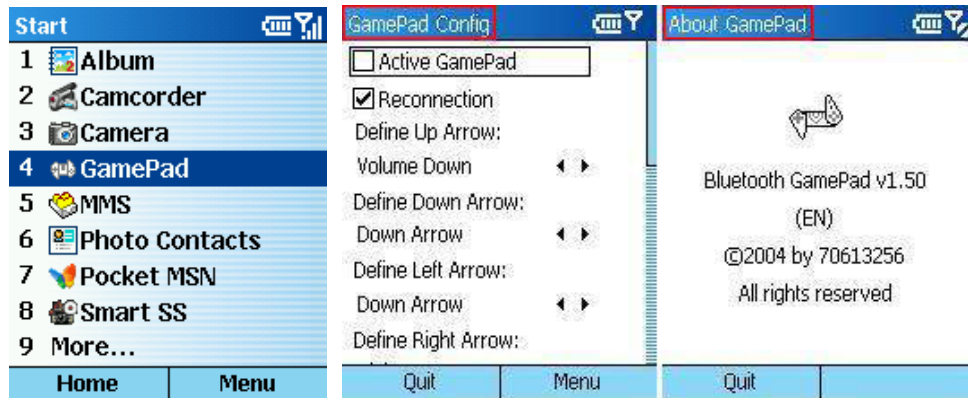 Start
1 Album
2 Camcorder
3 Camera
4 GamePad
5 MMS
6 Photo Contacts
7 Pocket MSN
8 Smart SS
9 More...
Home Menu
GamePad Config
Active GamePad
Reconnection
Define Up Arrow:
Volume Down
Define Down Arrow:
Down Arrow
Define Left Arrow:
Down Arrow
Define Right Arrow:
Quit Menu
About GamePad
Bluetooth GamePad v1.50
(EN)
©2004 by 70613256
All rights reserved
Quit